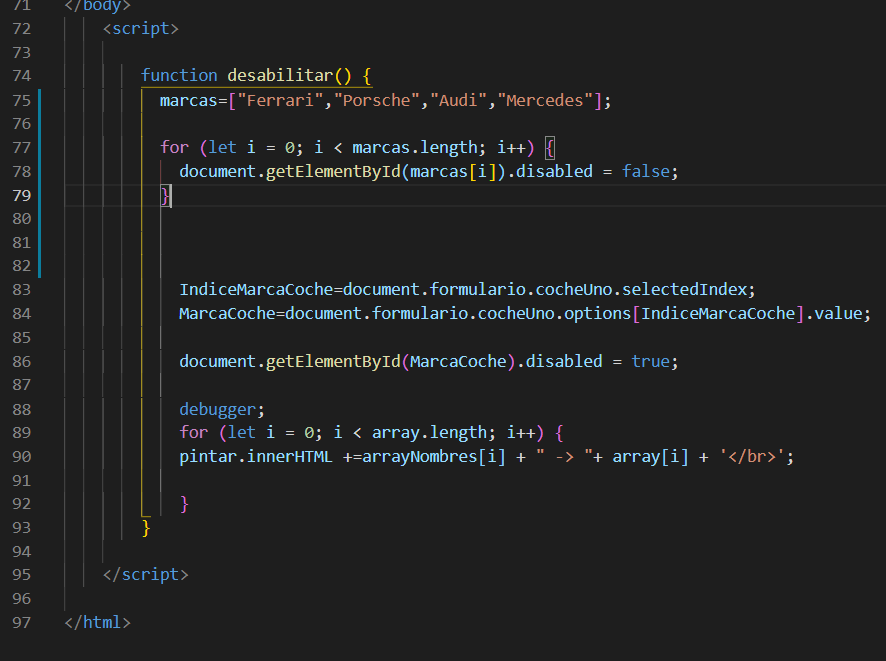 71 </body>
72 <script>
73
74 function desabilitar() {
75 marcas=["Ferrari","Porsche","Audi","Mercedes"];
76
77 for (let i = 0; i < marcas.length; i++) {
78 document.getElementById(marcas[i]).disabled = false;
79 }
80
81
82
83 IndiceMarcaCoche=document.formulario.cocheUno.selectedIndex;
84 MarcaCoche=document.formulario.cocheUno.options[IndiceMarcaCoche].value;
85
86 document.getElementById(MarcaCoche).disabled = true;
87
88 debugger;
89 for (let i = 0; i < array.length; i++) {
90 pintar.innerHTML +=arrayNombres[i] + " -> "+ array[i] + '</br>';
91
92 }
93 }
94
95 </script>
96
97 </html>